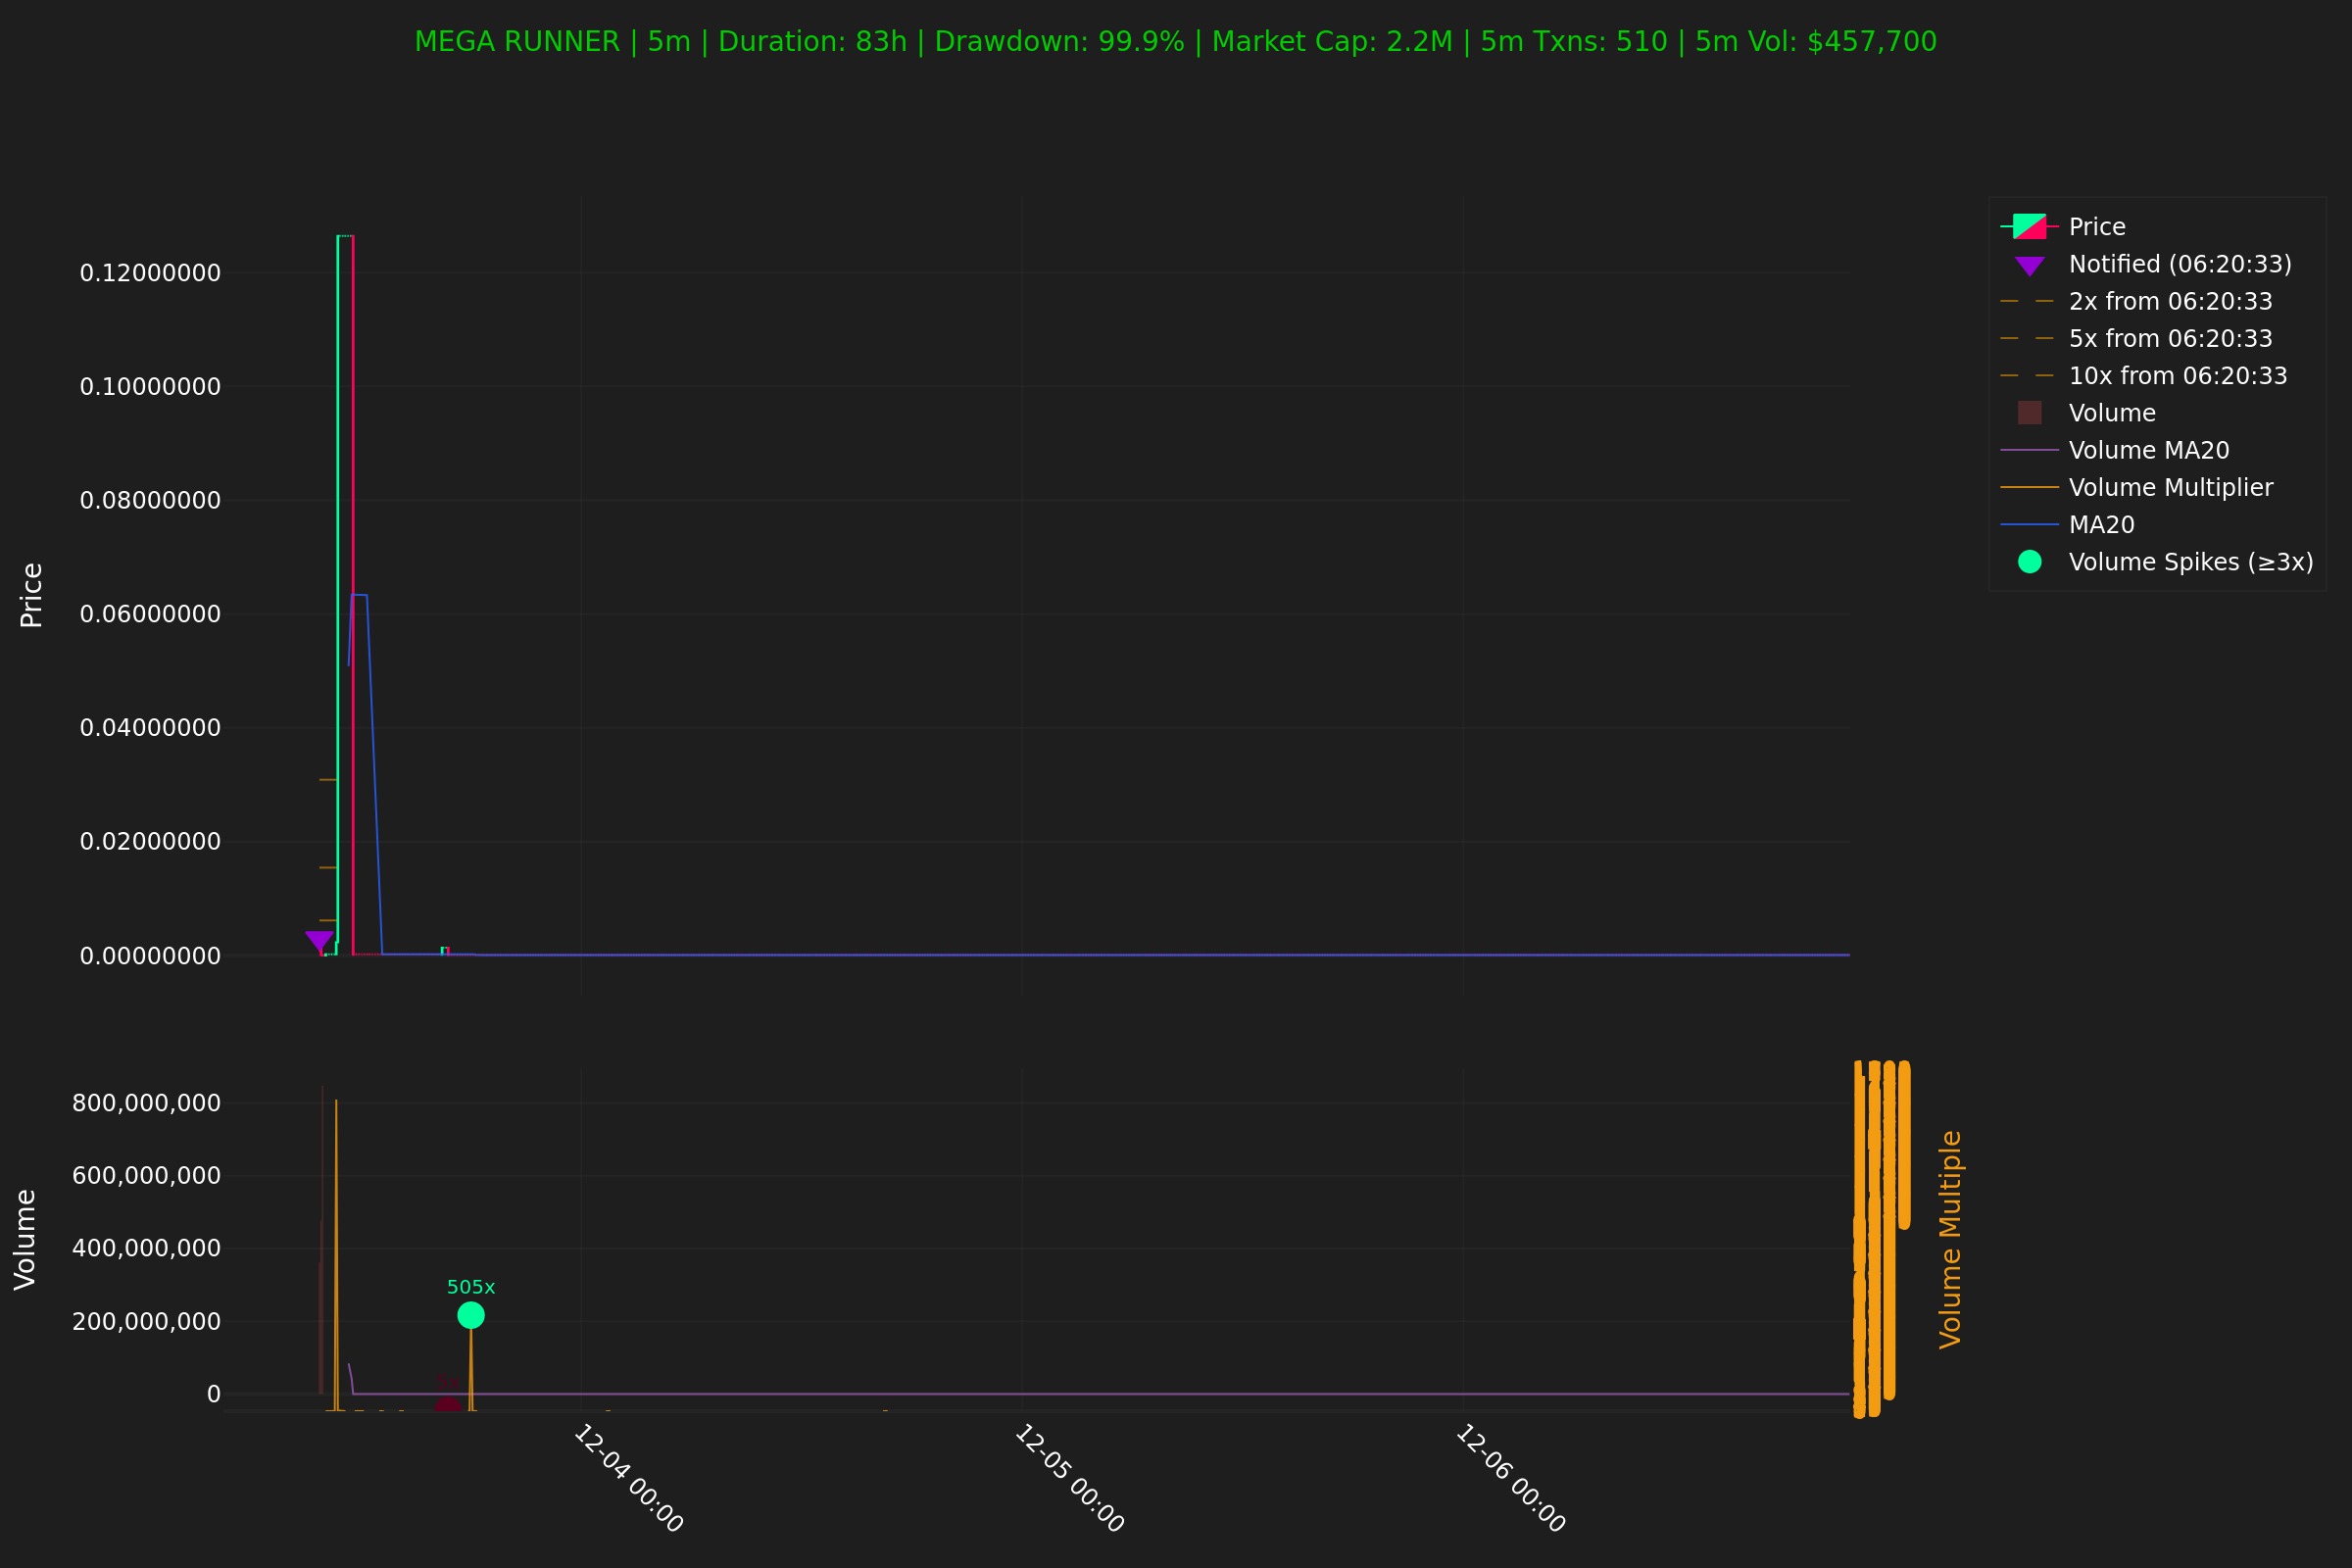 MEGA RUNNER | 5m | Duration: 83h | Drawdown: 99.9% | Market Cap: 2.2M | 5m Txns: 510 | 5m Vol: $457,700
Price
0.12000000
0.10000000
0.08000000
0.06000000
0.04000000
0.02000000
0.00000000
Price
Notified (06:20:33)
2x from 06:20:33
5x from 06:20:33
10x from 06:20:33
Volume
Volume MA20
Volume Multiplier
MA20
Volume Spikes (≥3x)
Volume
800,000,000
600,000,000
400,000,000
200,000,000
0
505x
Volume Multiple
12-04 00:00
12-05 00:00
12-06 00:00